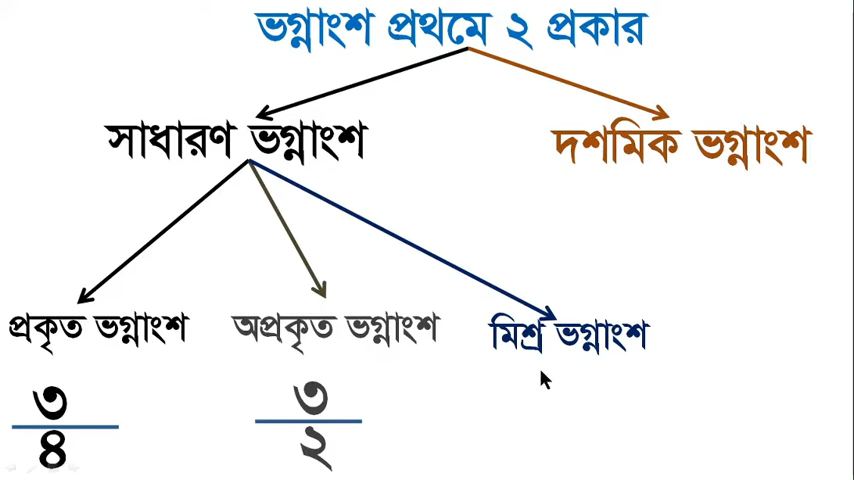 ভগ্নাংশ প্রথমে ২ প্রকার
সাধারণ ভগ্নাংশ
দশমিক ভগ্নাংশ
প্রকৃত ভগ্নাংশ
অপ্রকৃত ভগ্নাংশ
মিশ্র ভগ্নাংশ
৩
৪
৩
২